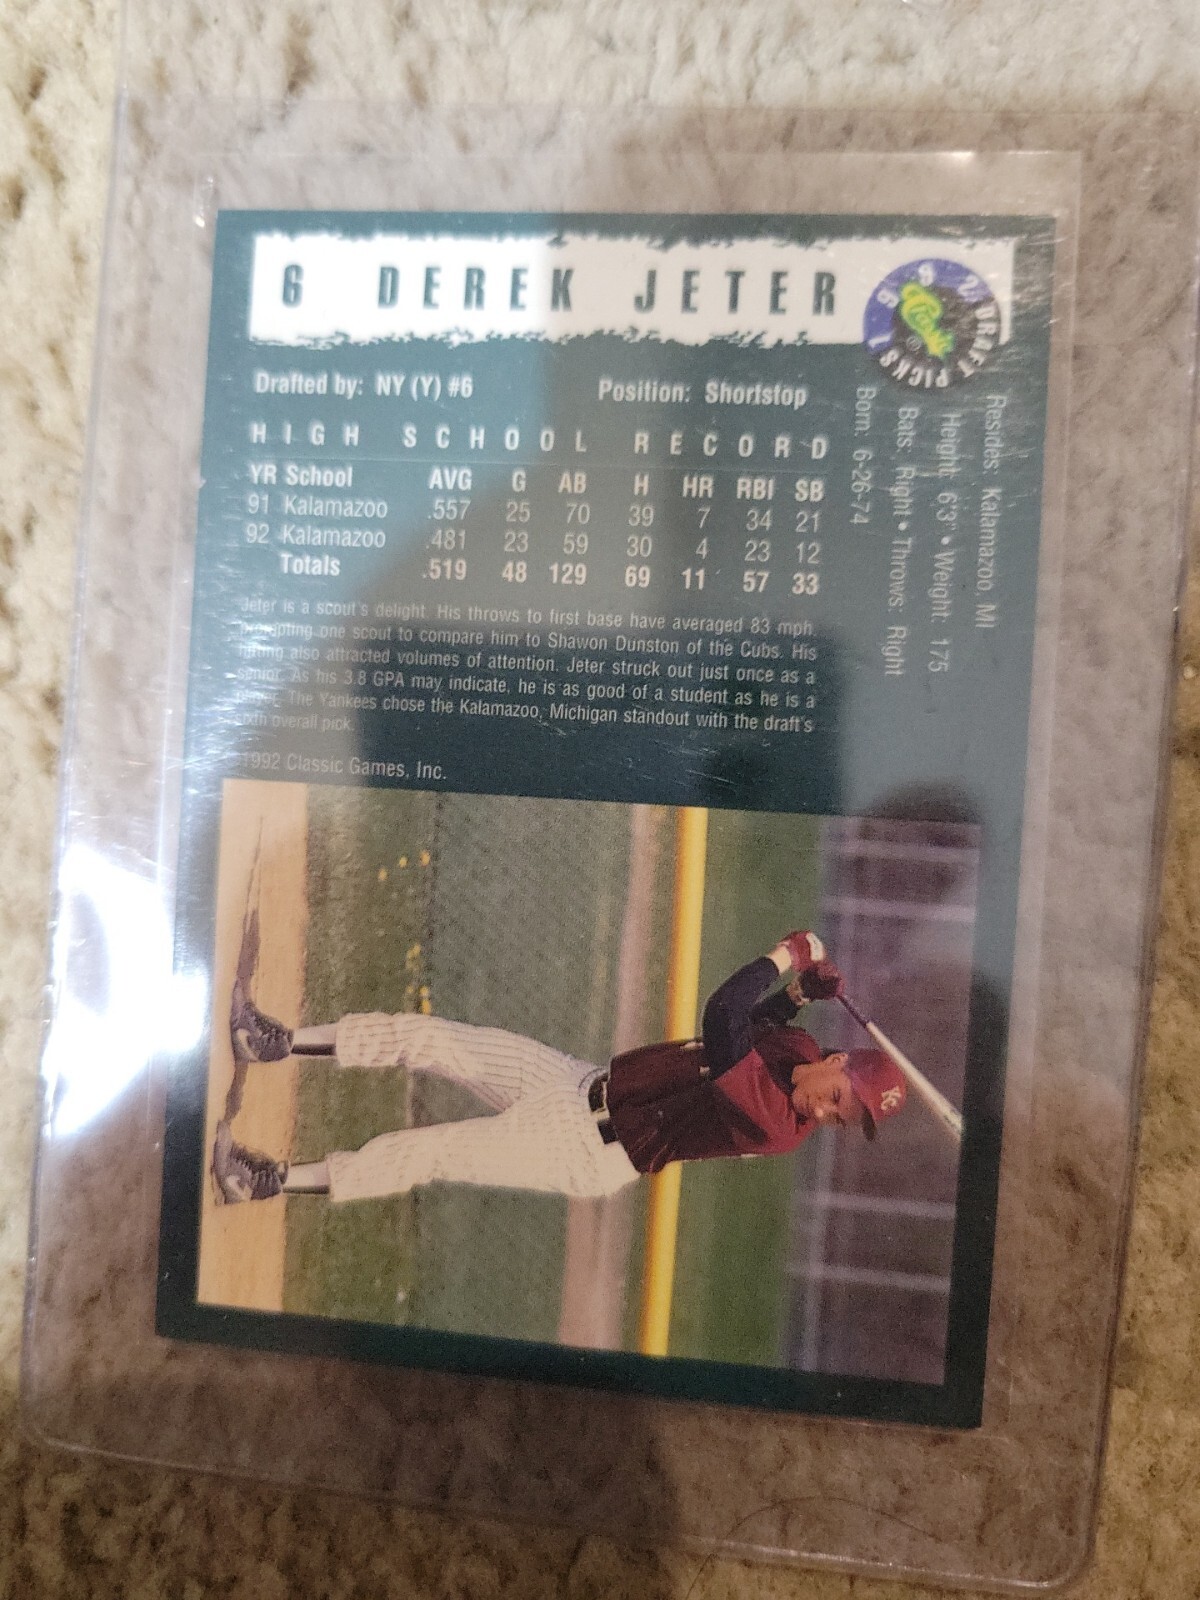 6 DEREK JETER
1992 DRAFT PICKS
Classic
®
Drafted by: NY (Y) #6 Position: Shortstop
HIGH SCHOOL RECORD
YR School AVG G AB H HR RBI SB
91 Kalamazoo .557 25 70 39 7 34 21
92 Kalamazoo .481 23 59 30 4 23 12
Totals .519 48 129 69 11 57 33
Jeter is a scout's delight. His throws to first base have averaged 83 mph,
prompting one scout to compare him to Shawon Dunston of the Cubs. His
hitting also attracted volumes of attention. Jeter struck out just once as a
senior. As his 3.8 GPA may indicate, he is as good of a student as he is a
The Yankees chose the Kalamazoo, Michigan standout with the draft's
sixth overall pick.
©1992 Classic Games, Inc.
Resides: Kalamazoo, MI
Height: 6'3" • Weight: 175
Bats: Right • Throws: Right
Born: 6-26-74
KC